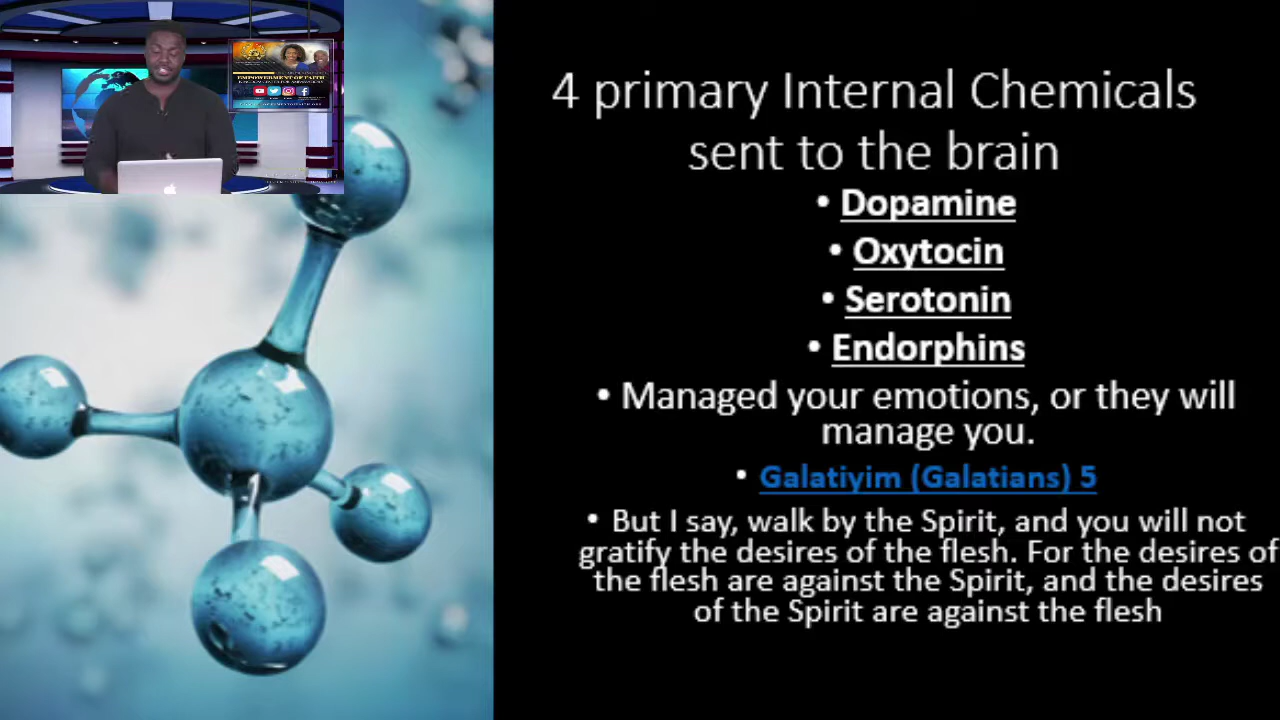 EMPOWERMENT OF FAITH
4 primary Internal Chemicals
sent to the brain
• Dopamine
• Oxytocin
• Serotonin
• Endorphins
• Managed your emotions, or they will
manage you.
• Galatiyim (Galatians) 5
• But I say, walk by the Spirit, and you will not
gratify the desires of the flesh. For the desires of
the flesh are against the Spirit, and the desires
of the Spirit are against the flesh